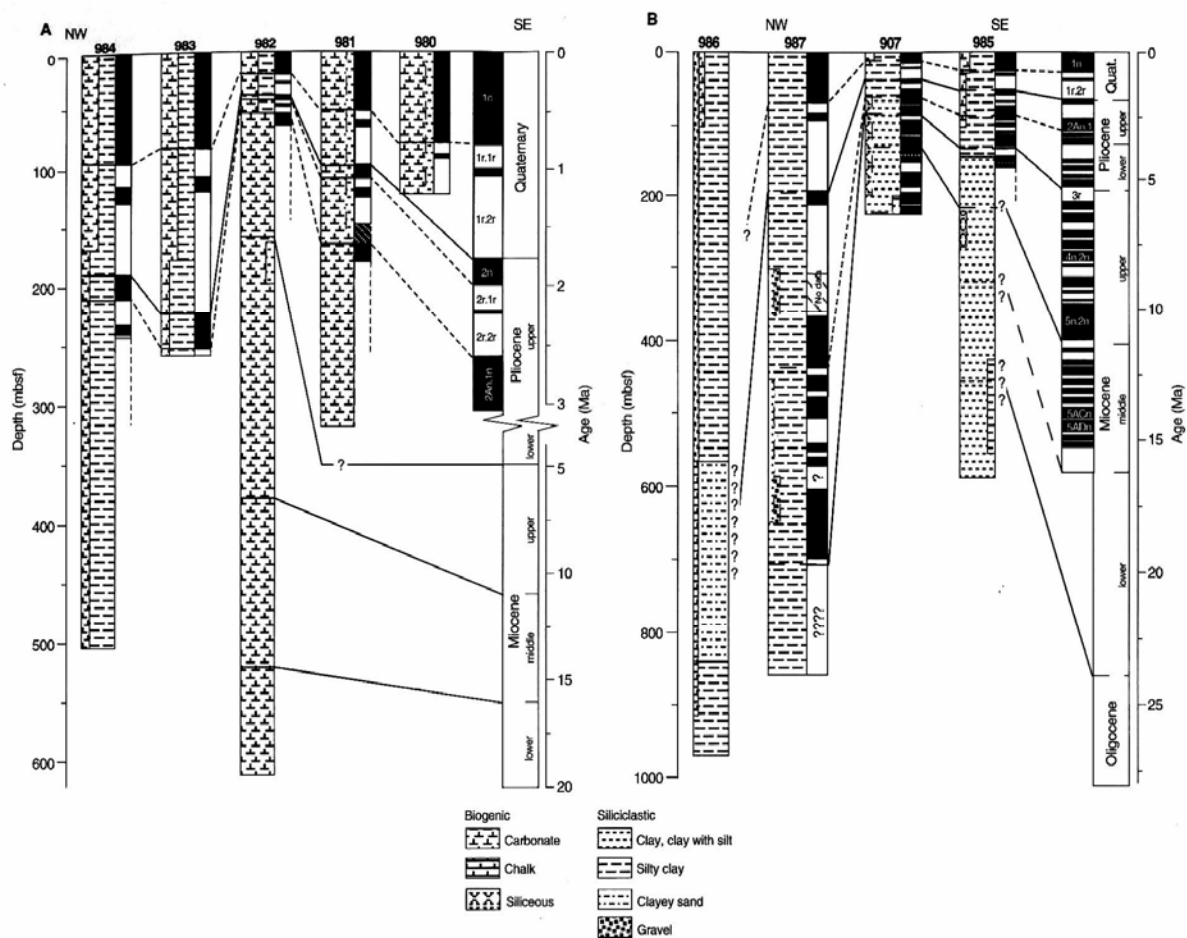 A
NW
SE
984
983
982
981
980
0
100
200
300
400
500
600
Depth (mbsf)
1n
1r.1r
1r.2r
2n
2r.1r
2r.2r
2An.1n
Quaternary
Pliocene
upper
lower
Miocene
upper
middle
lower
0
1
2
3
5
10
15
20
Age (Ma)
?
B
NW
SE
986
987
907
985
0
200
400
600
800
1000
Depth (mbsf)
?
?
?
?
?
?
?
?
No data
?
????
?
?
?
?
?
?
1n
1r.2r
2An.1
3r
4n.2n
5n.2n
5ACn
5ADn
Quat.
Pliocene
upper
lower
Miocene
upper
middle
lower
Oligocene
0
5
10
15
20
25
Age (Ma)
Biogenic
Carbonate
Chalk
Siliceous
Siliciclastic
Clay, clay with silt
Silty clay
Clayey sand
Gravel